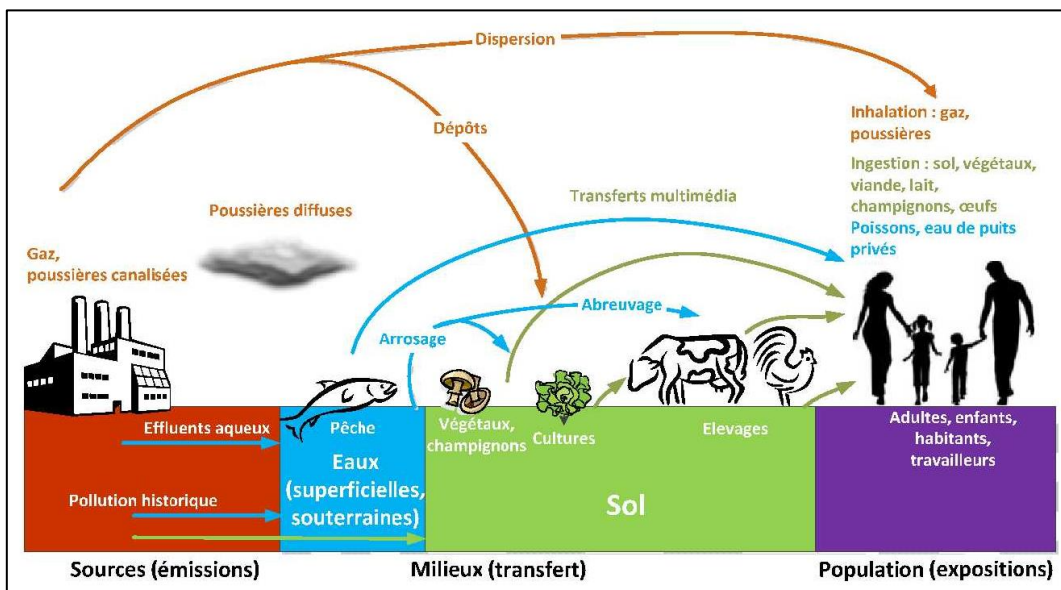 Dispersion
Dépôts
Inhalation : gaz,
poussières
Ingestion : sol, végétaux,
viande, lait,
champignons, œufs
Poissons, eau de puits
privés
Transferts multimédia
Poussières diffuses
Gaz,
poussières canalisées
Abreuvage
Arrosage
Effluents aqueux
Pollution historique
Pêche
Eaux
(superficielles,
souterraines)
Végétaux,
champignons
Cultures
Elevages
Sol
Adultes, enfants,
habitants,
travailleurs
Sources (émissions)
Milieux (transfert)
Population (expositions)